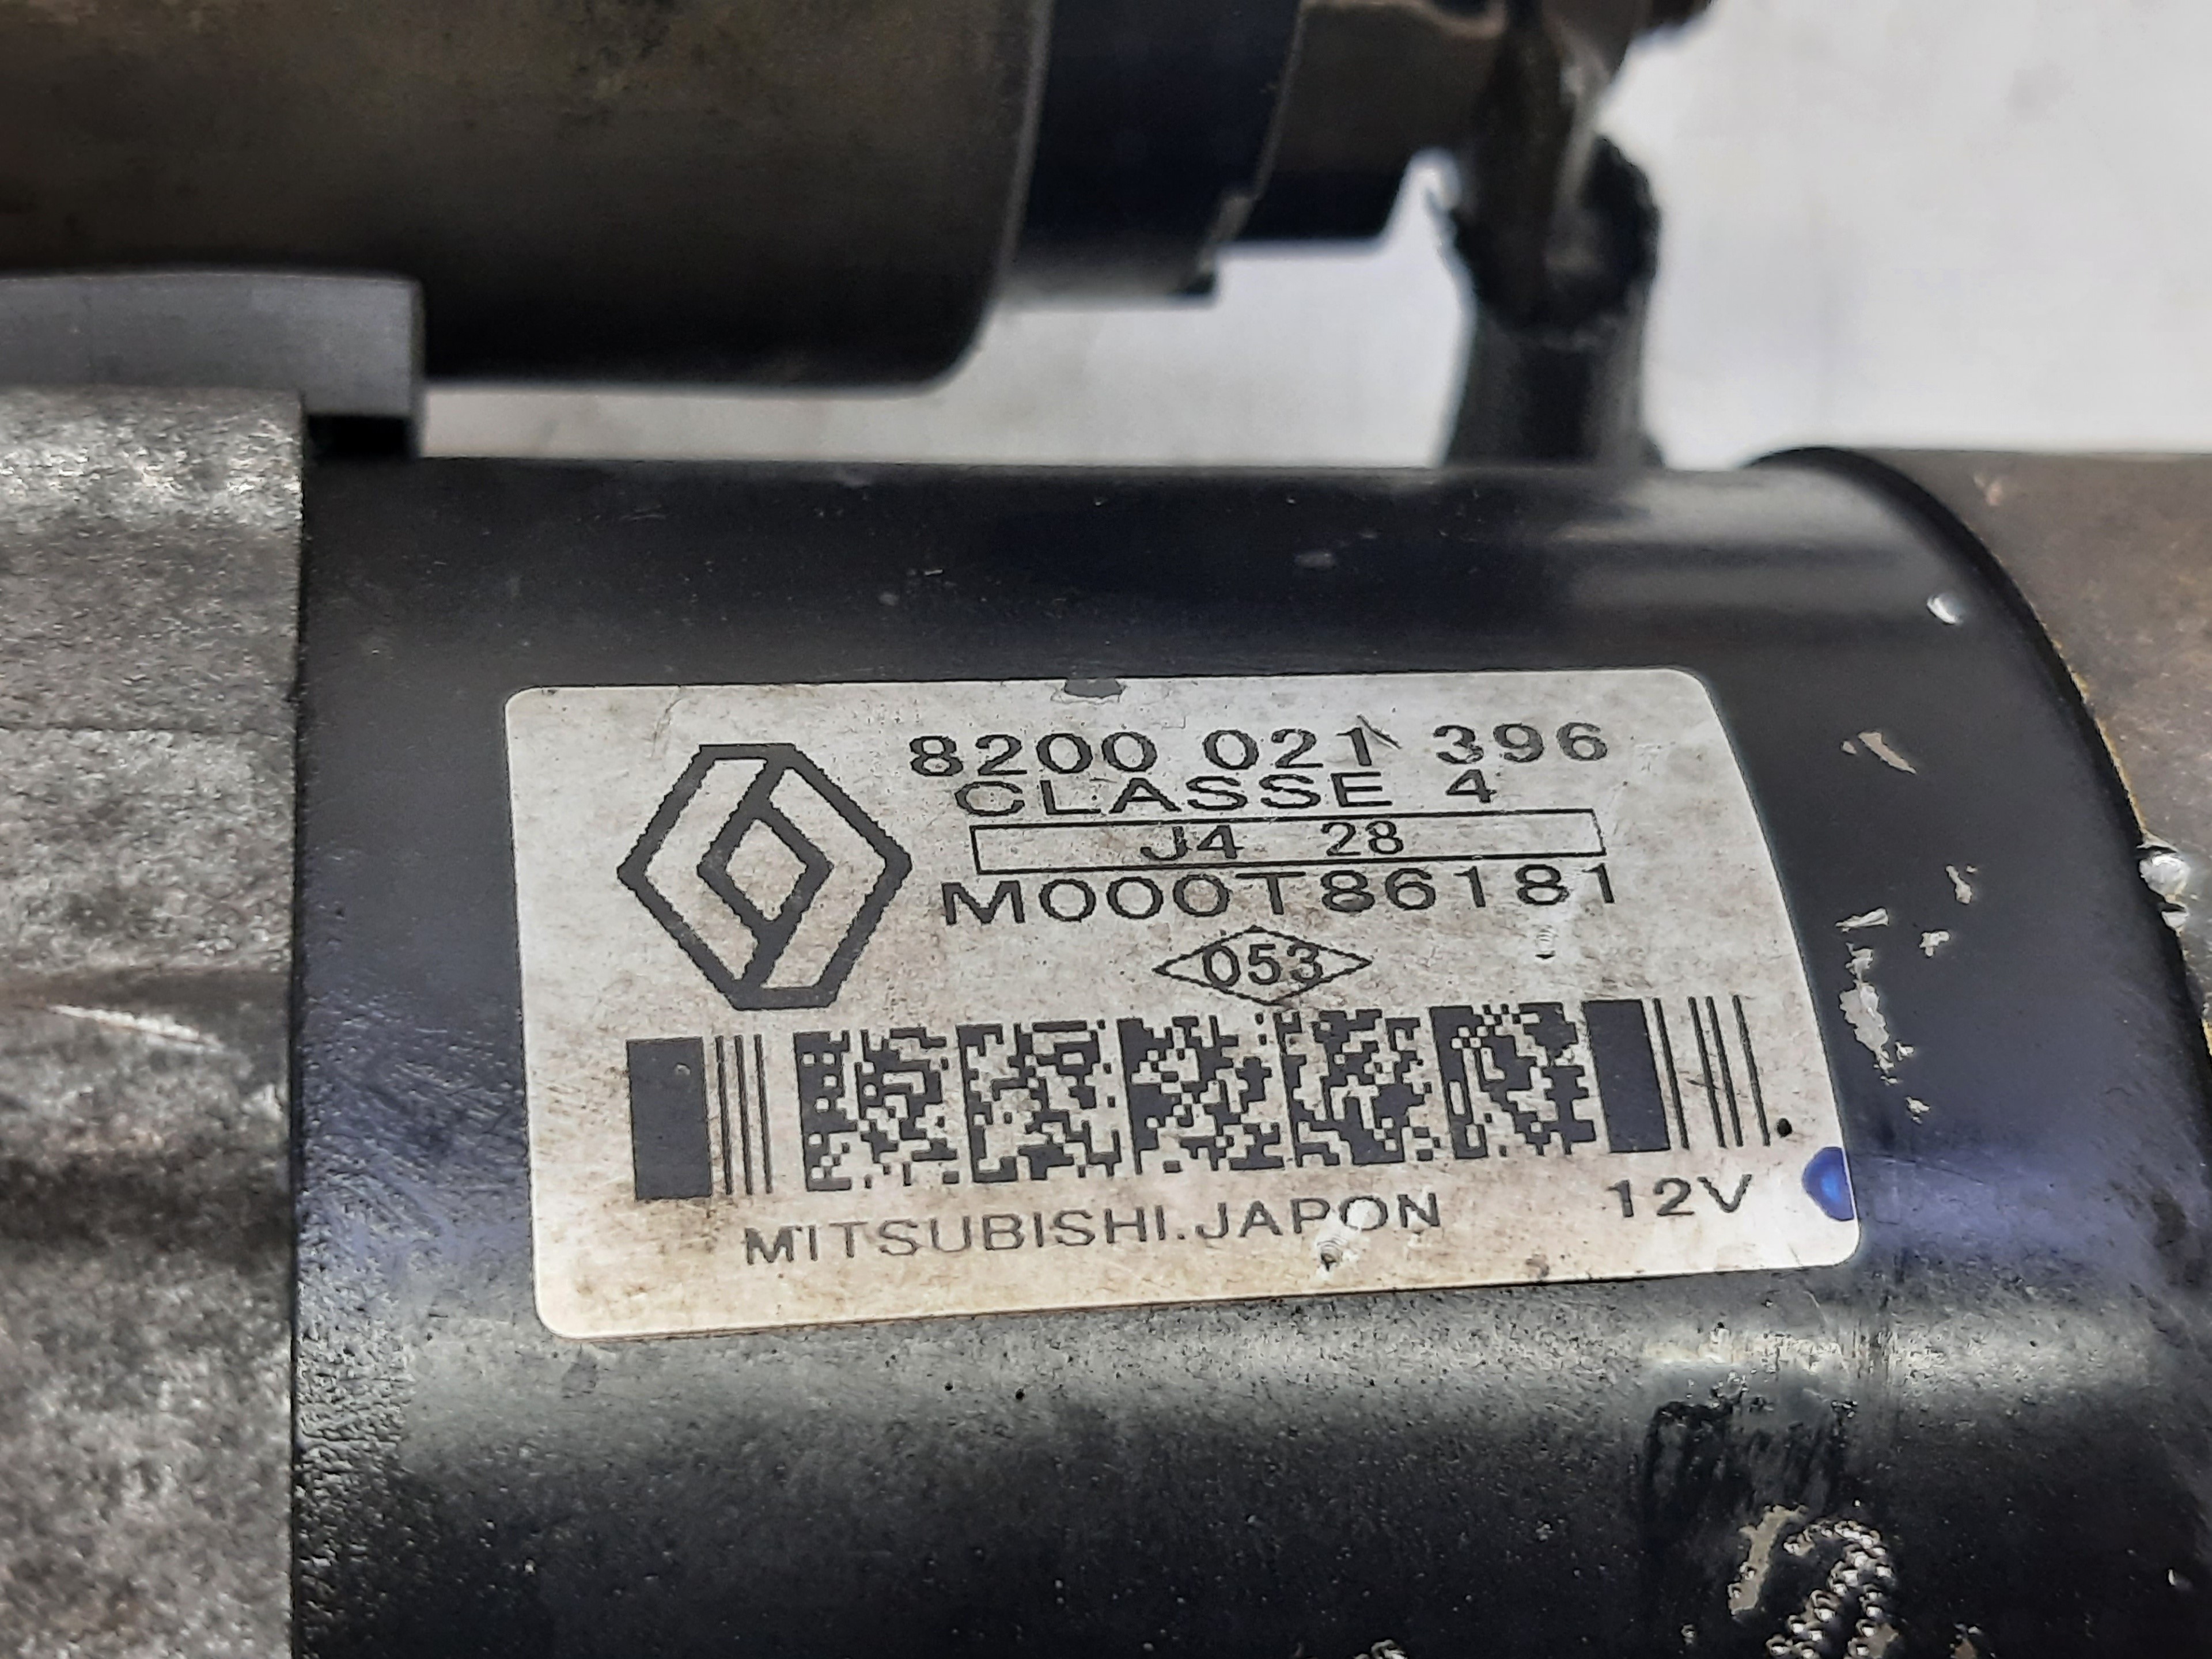 8200 021 396
CLASSE 4
J4 28
M000T86181
053
12V
MITSUBISHI.JAPON